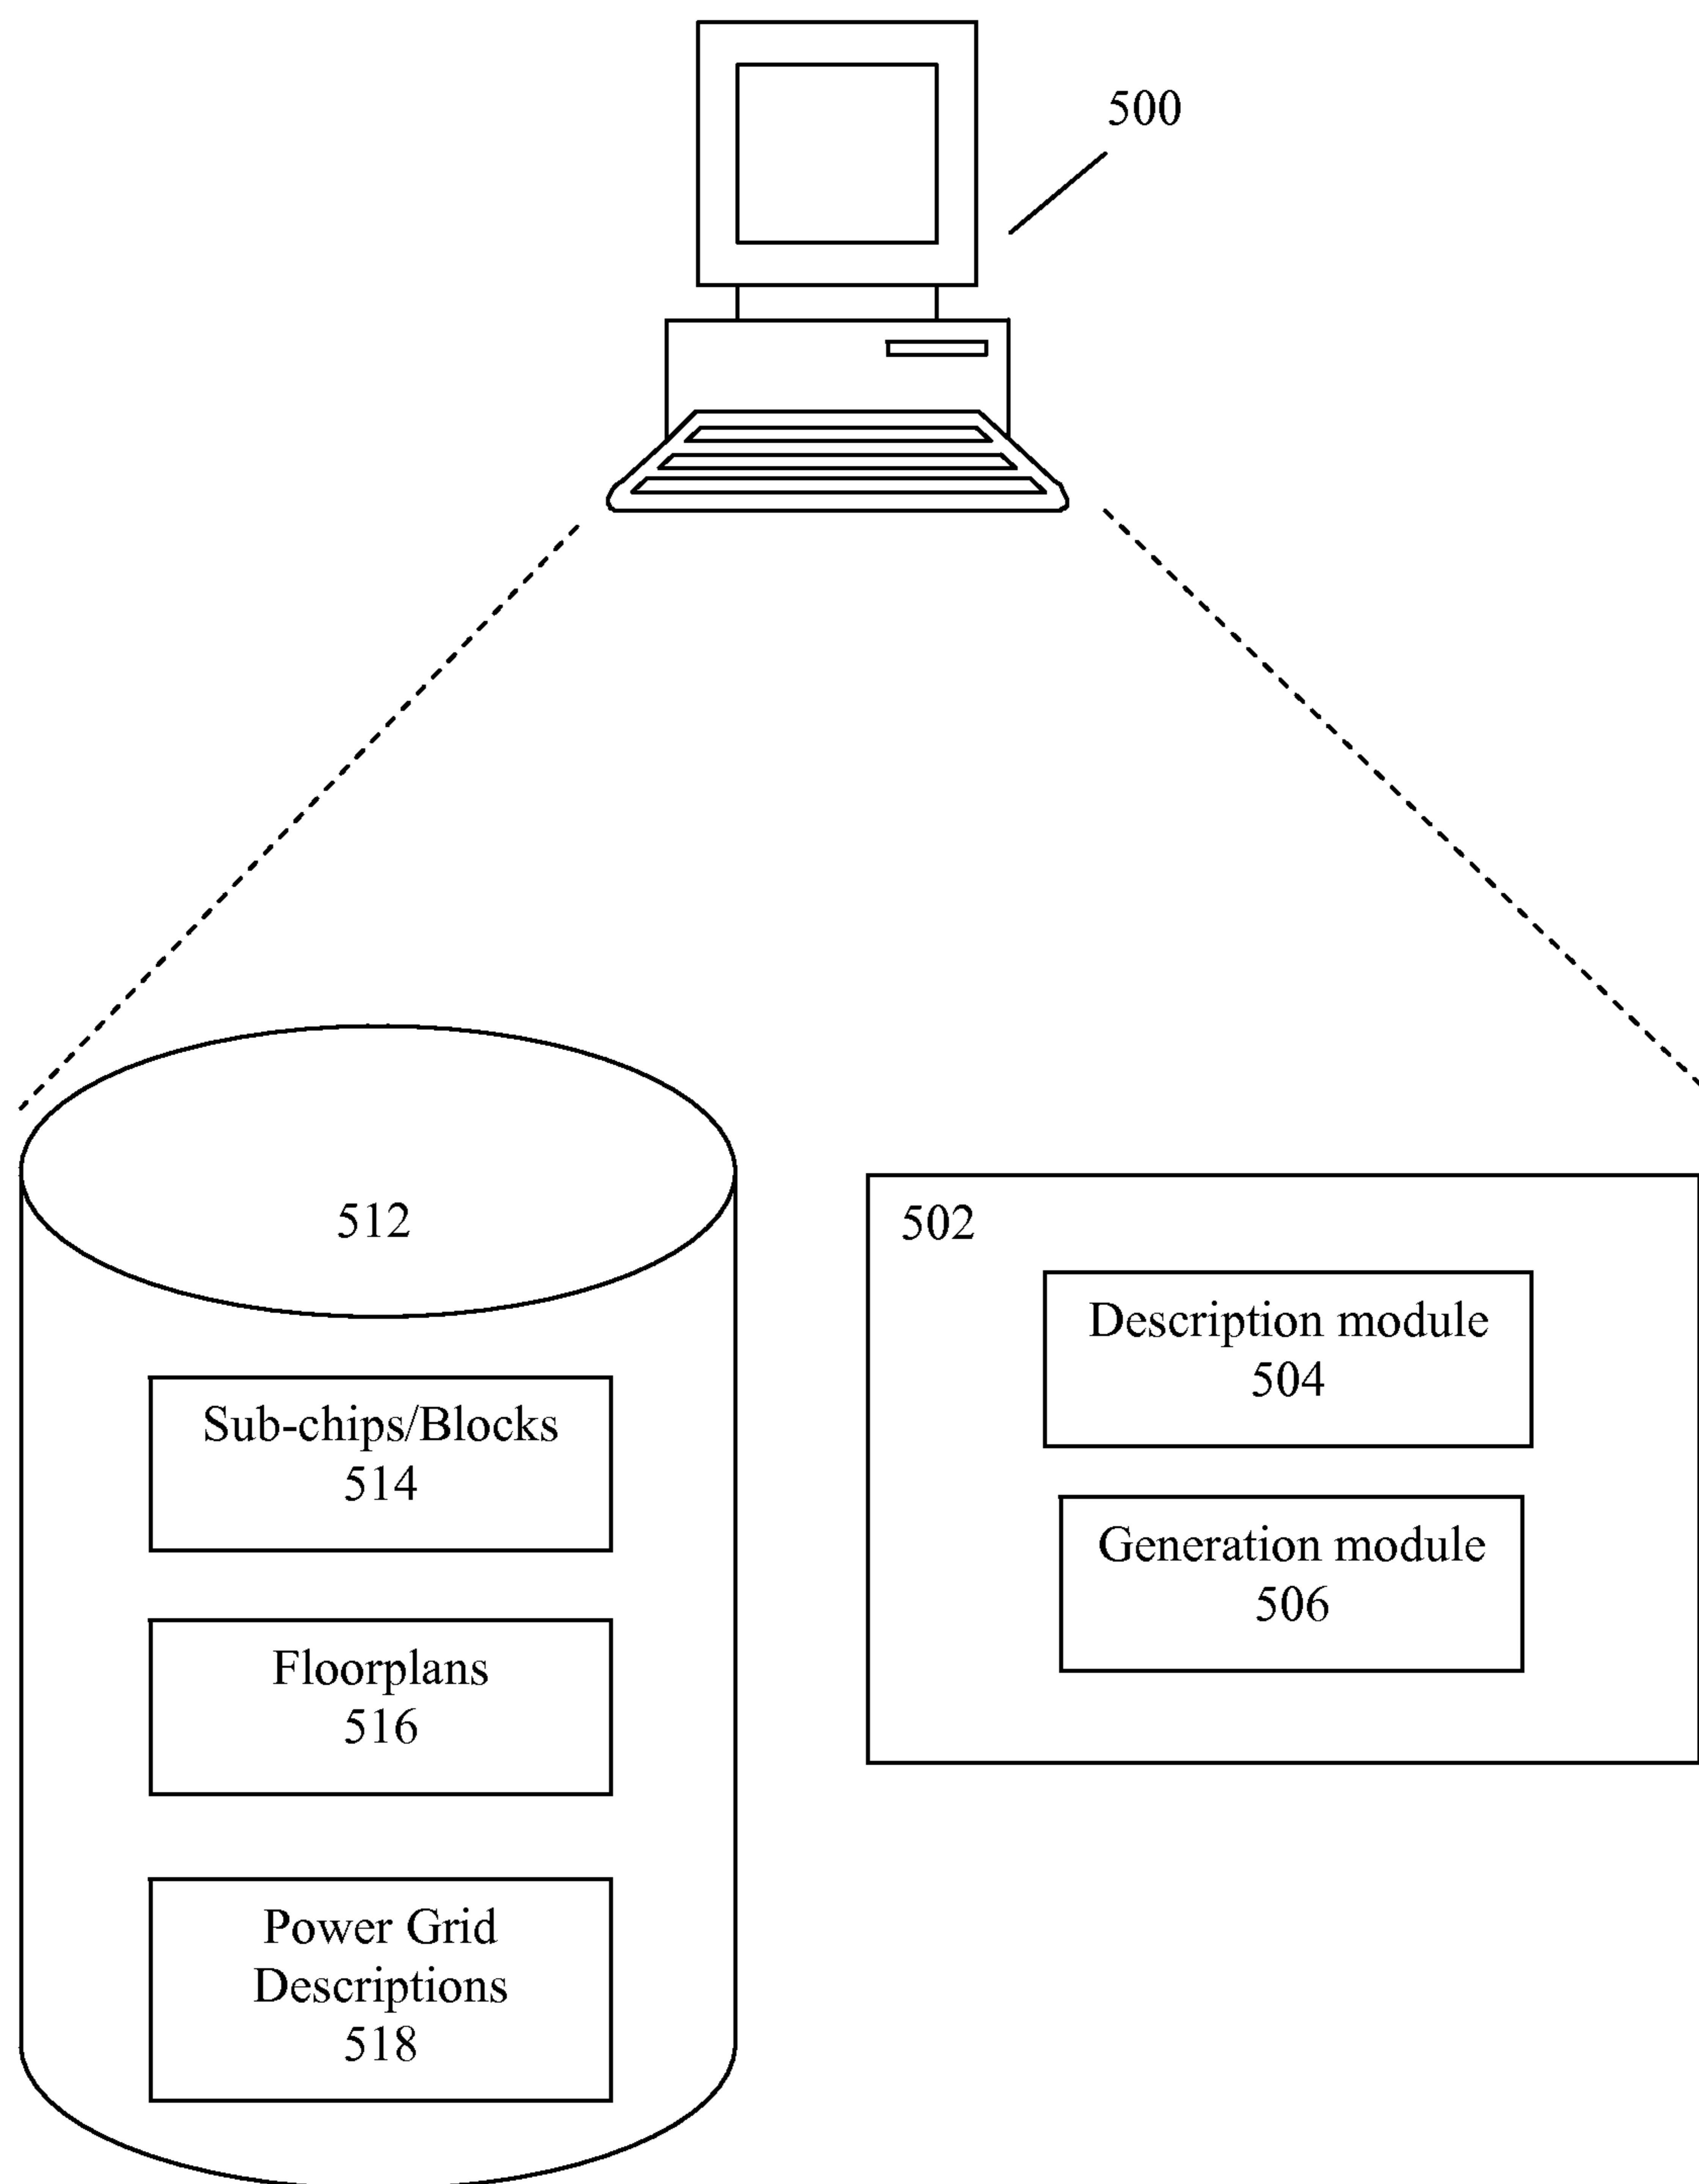 500
512
Sub-chips/Blocks
514
Floorplans
516
Power Grid
Descriptions
518
502
Description module
504
Generation module
506